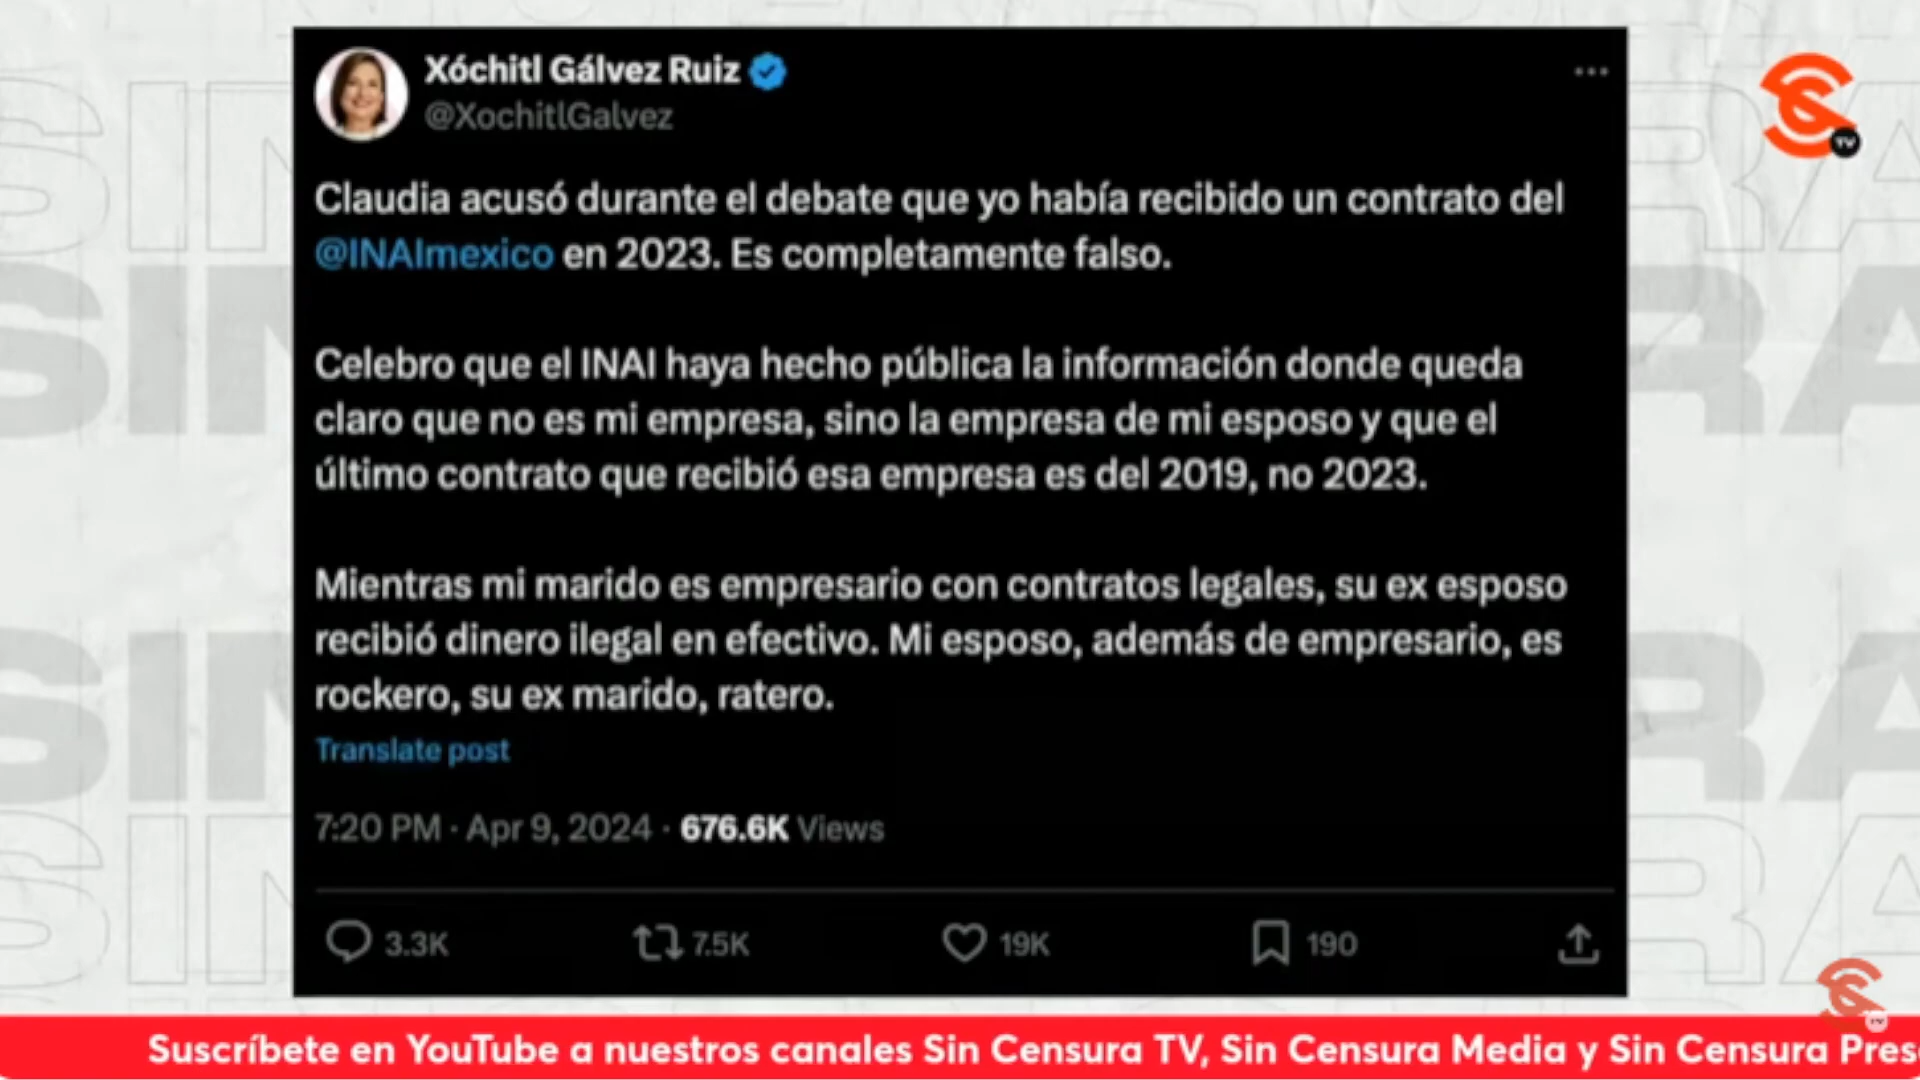 Xóchitl Gálvez Ruiz
@XochitlGalvez
Claudia acusó durante el debate que yo había recibido un contrato del
@INAImexico en 2023. Es completamente falso.
Celebro que el INAI haya hecho pública la información donde queda
claro que no es mi empresa, sino la empresa de mi esposo y que el
último contrato que recibió esa empresa es del 2019, no 2023.
Mientras mi marido es empresario con contratos legales, su ex esposo
recibió dinero ilegal en efectivo. Mi esposo, además de empresario, es
rockero, su ex marido, ratero.
Translate post
7:20 PM · Apr 9, 2024 · 676.6K Views
3.3K 7.5K 19K 190
TV
TV
Suscríbete en YouTube a nuestros canales Sin Censura TV, Sin Censura Media y Sin Censura Pres